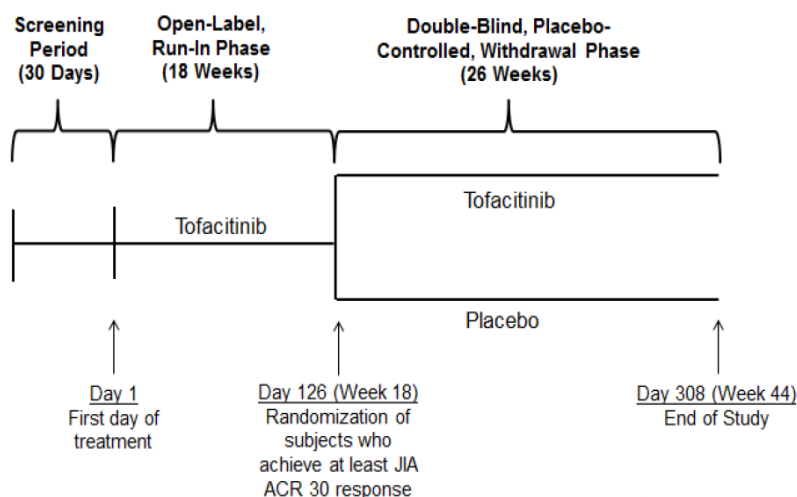 Screening
Period
(30 Days)
Open-Label,
Run-In Phase
(18 Weeks)
Double-Blind, Placebo-
Controlled, Withdrawal Phase
(26 Weeks)
Tofacitinib
Tofacitinib
Placebo
Day 1
First day of
treatment
Day 126 (Week 18)
Randomization of
subjects who
achieve at least JIA
ACR 30 response
Day 308 (Week 44)
End of Study